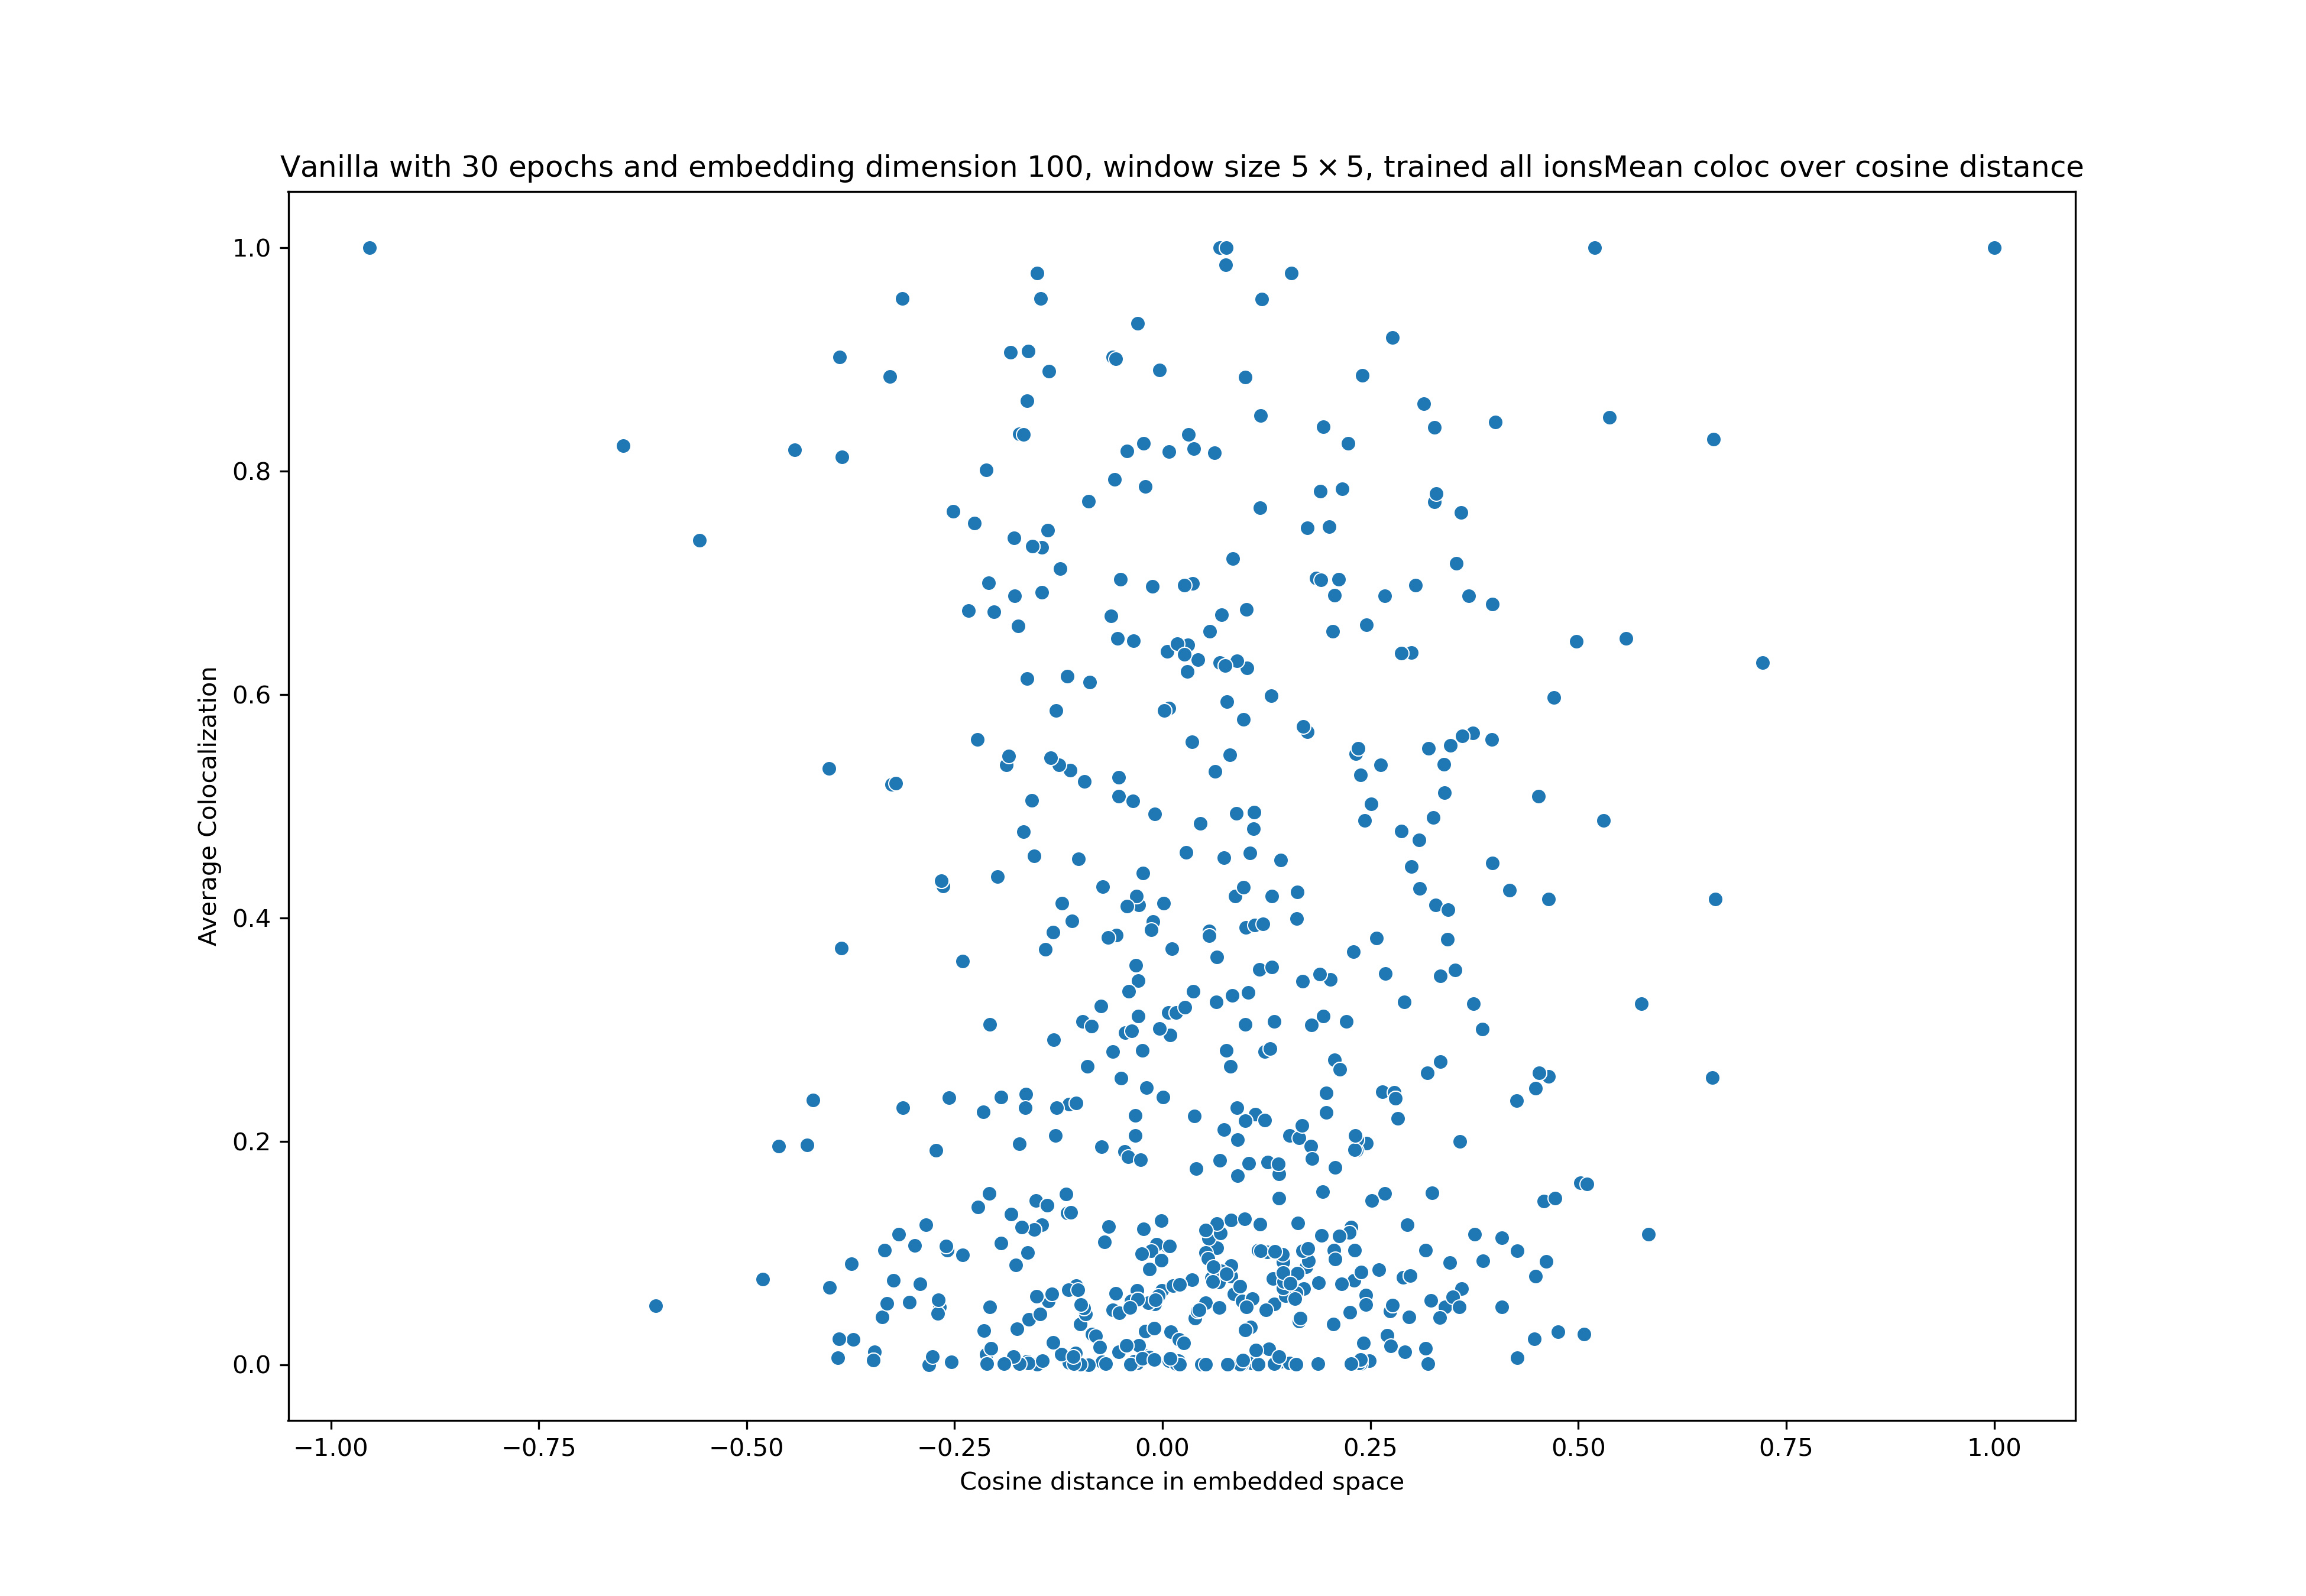 Vanilla with 30 epochs and embedding dimension 100, window size 5 × 5, trained all ionsMean coloc over cosine distance
1.0
0.8
0.6
0.4
0.2
0.0
Average Colocalization
−1.00 −0.75 −0.50 −0.25 0.00 0.25 0.50 0.75 1.00
Cosine distance in embedded space